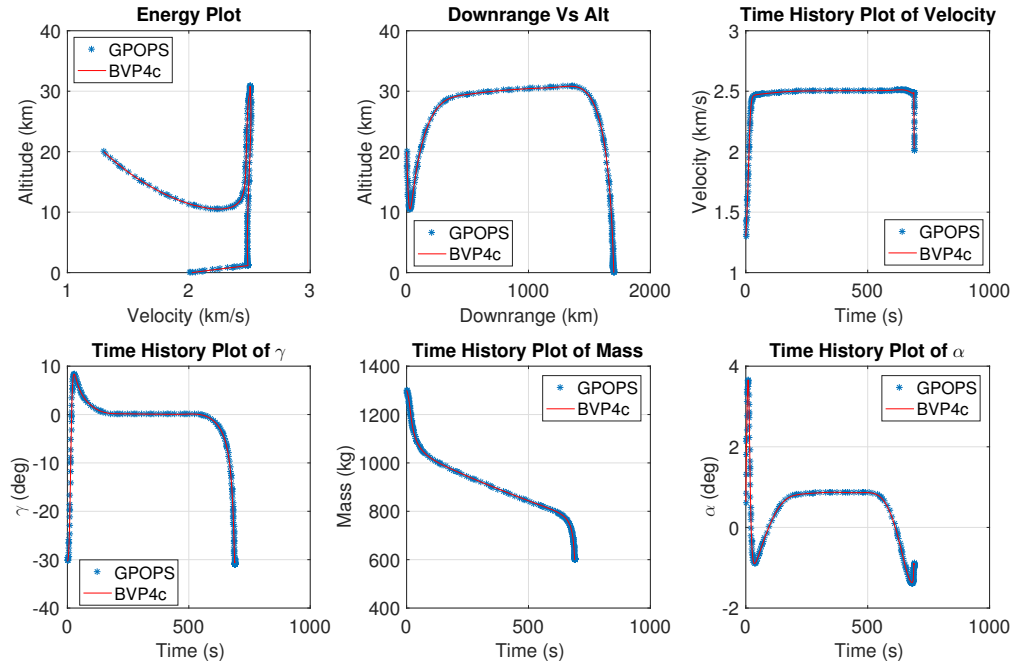 Energy Plot
GPOPS
BVP4c
Altitude (km)
40
30
20
10
0
1
2
3
Velocity (km/s)
Downrange Vs Alt
GPOPS
BVP4c
Altitude (km)
40
30
20
10
0
0
1000
2000
Downrange (km)
Time History Plot of Velocity
GPOPS
BVP4c
Velocity (km/s)
3
2.5
2
1.5
1
0
500
1000
Time (s)
Time History Plot of γ
GPOPS
BVP4c
γ (deg)
10
0
-10
-20
-30
-40
0
500
1000
Time (s)
Time History Plot of Mass
GPOPS
BVP4c
Mass (kg)
1400
1200
1000
800
600
400
0
500
1000
Time (s)
Time History Plot of α
GPOPS
BVP4c
α (deg)
4
2
0
-2
0
500
1000
Time (s)